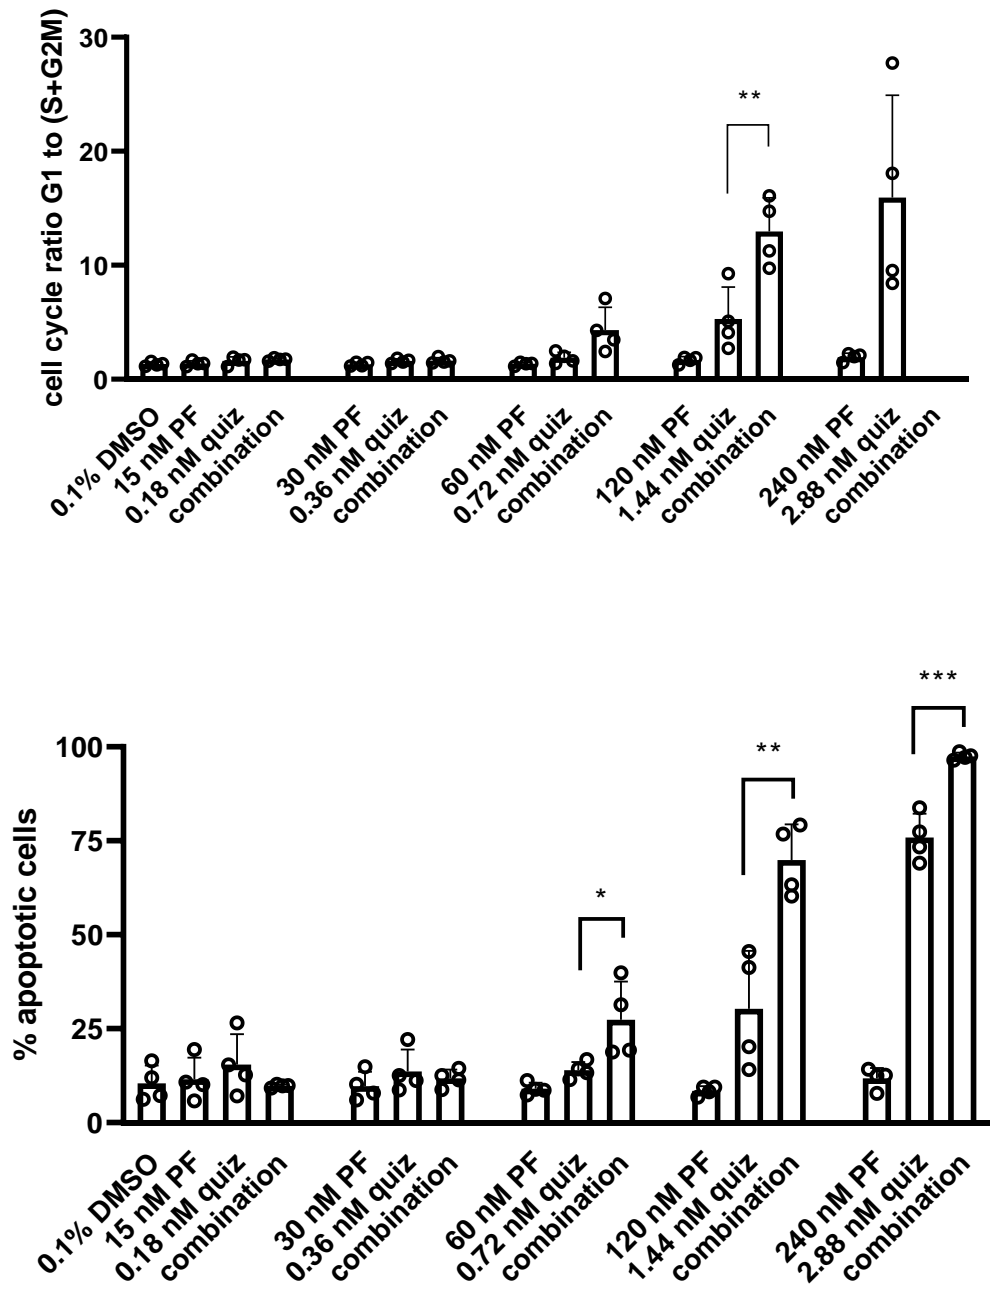 cell cycle ratio G1 to (S+G2M)
30
20
10
0
**
0.1% DMSO
15 nM PF
0.18 nM quiz
combination
30 nM PF
0.36 nM quiz
combination
60 nM PF
0.72 nM quiz
combination
120 nM PF
1.44 nM quiz
combination
240 nM PF
2.88 nM quiz
combination
% apoptotic cells
100
75
50
25
0
*
**
***
0.1% DMSO
15 nM PF
0.18 nM quiz
combination
30 nM PF
0.36 nM quiz
combination
60 nM PF
0.72 nM quiz
combination
120 nM PF
1.44 nM quiz
combination
240 nM PF
2.88 nM quiz
combination